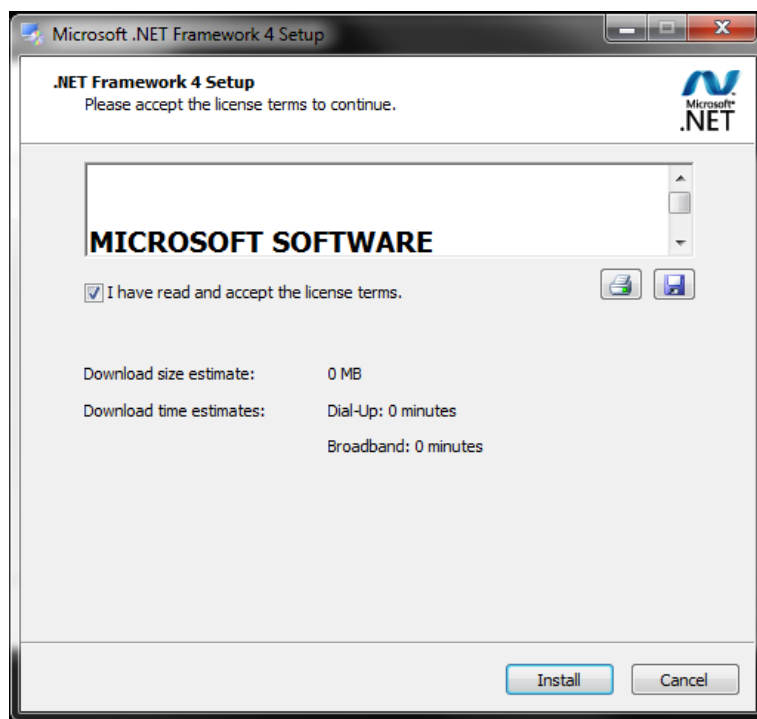 Microsoft .NET Framework 4 Setup
X
.NET Framework 4 Setup
Please accept the license terms to continue.
Microsoft®
.NET
MICROSOFT SOFTWARE
I have read and accept the license terms.
Download size estimate: 0 MB
Download time estimates: Dial-Up: 0 minutes
Broadband: 0 minutes
Install Cancel